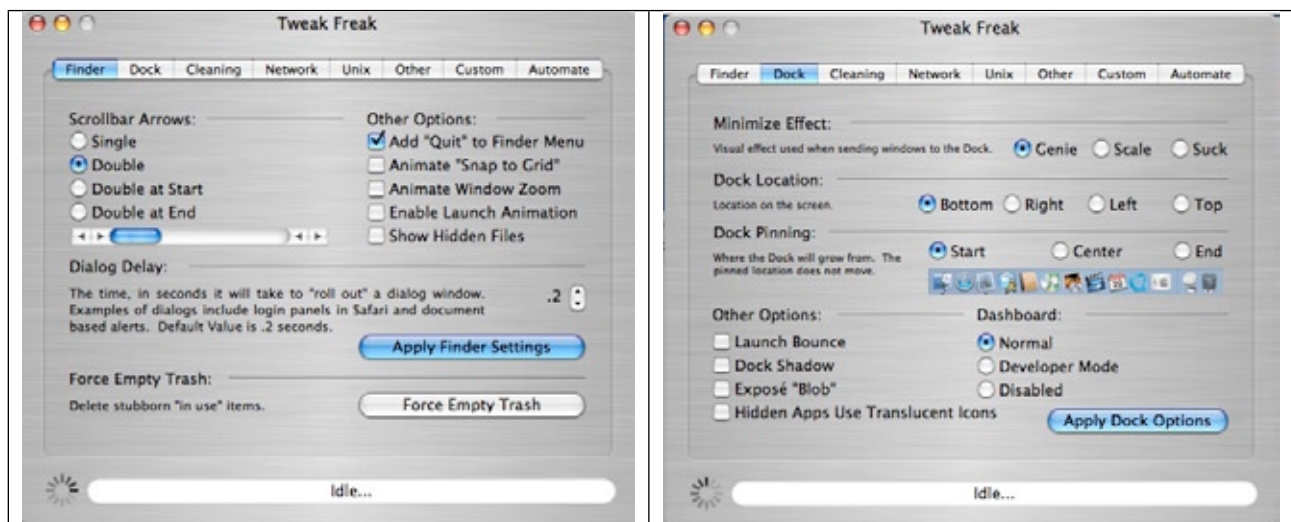 Tweak Freak
Finder Dock Cleaning Network Unix Other Custom Automate
Scrollbar Arrows:
Single
Double
Double at Start
Double at End
Other Options:
Add "Quit" to Finder Menu
Animate "Snap to Grid"
Animate Window Zoom
Enable Launch Animation
Show Hidden Files
Dialog Delay:
The time, in seconds it will take to "roll out" a dialog window.
Examples of dialogs include login panels in Safari and document
based alerts. Default Value is .2 seconds.
.2
Apply Finder Settings
Force Empty Trash:
Delete stubborn "in use" items.
Force Empty Trash
Idle...
Tweak Freak
Finder Dock Cleaning Network Unix Other Custom Automate
Minimize Effect:
Visual effect used when sending windows to the Dock.
Genie Scale Suck
Dock Location:
Location on the screen.
Bottom Right Left Top
Dock Pinning:
Where the Dock will grow from. The
pinned location does not move.
Start Center End
Other Options:
Launch Bounce
Dock Shadow
Exposé "Blob"
Hidden Apps Use Translucent Icons
Dashboard:
Normal
Developer Mode
Disabled
Apply Dock Options
Idle...